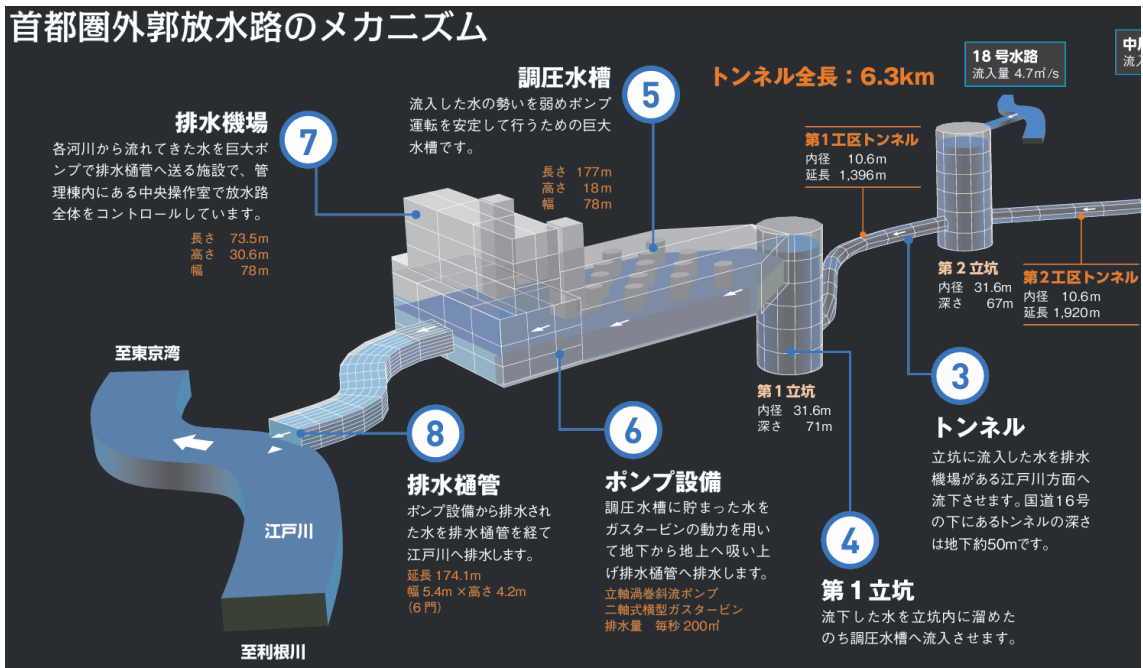 首都圏外郭放水路のメカニズム
18号水路
流入量 4.7㎥/s
トンネル全長：6.3km
5
調圧水槽
流入した水の勢いを弱めポンプ
運転を安定して行うための巨大
水槽です。
長さ 177m
高さ 18m
幅 78m
7
排水機場
各河川から流れてきた水を巨大ポ
ンプで排水樋管へ送る施設で、管
理棟内にある中央操作室で放水路
全体をコントロールしています。
長さ 73.5m
高さ 30.6m
幅 78m
第1工区トンネル
内径 10.6m
延長 1,396m
第2立坑
内径 31.6m
深さ 67m
第2工区トンネル
内径 10.6m
延長 1,920m
第1立坑
内径 31.6m
深さ 71m
3
トンネル
立坑に流入した水を排水
機場がある江戸川方面へ
流下させます。国道16号
の下にあるトンネルの深さ
は地下約50mです。
4
第1立坑
流下した水を立坑内に溜めた
のち調圧水槽へ流入させます。
6
ポンプ設備
調圧水槽に貯まった水を
ガスタービンの動力を用い
て地下から地上へ吸い上
げ排水樋管へ排水します。
立軸渦巻斜流ポンプ
二軸式横型ガスタービン
排水量 毎秒200㎥
8
排水樋管
ポンプ設備から排水され
た水を排水樋管を経て
江戸川へ排水します。
延長 174.1m
幅 5.4m×高さ 4.2m
（6門）
至東京湾
江戸川
至利根川